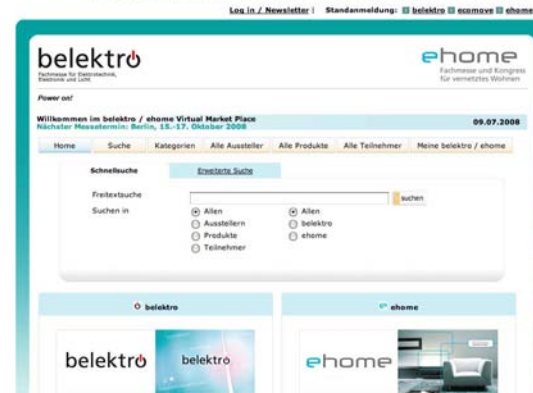 Log in / Newsletter | Standanmeldung: belektro ecomove ehome
belektro
Fachmesse für Elektrotechnik,
Elektronik und Licht
ehome
Fachmesse und Kongress
für vernetztes Wohnen
Power on!
Willkommen im belektro / ehome Virtual Market Place
Nächster Messetermin: Berlin, 15.-17. Oktober 2008
09.07.2008
Home Suche Kategorien Alle Aussteller Alle Produkte Alle Teilnehmer Meine belektro / ehome
Schnellsuche Erweiterte Suche
Freitextsuche suchen
Suchen in Allen Allen
Ausstellern belektro
Produkte ehome
Teilnehmer
belektro ehome
belektro belektro ehome